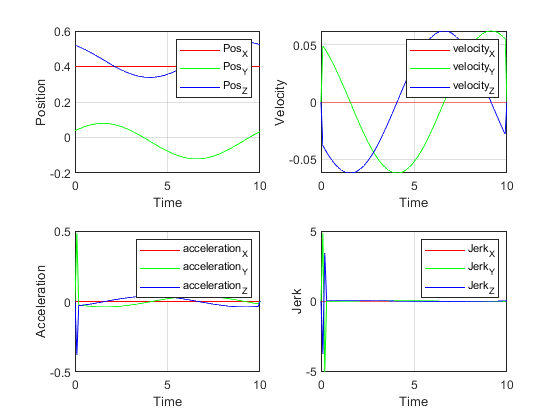 0.6
0.4
0.2
0
-0.2
Position
0
5
10
Time
Pos_X
Pos_Y
Pos_Z
0.05
0
-0.05
Velocity
0
5
10
Time
velocity_X
velocity_Y
velocity_Z
0.5
0
-0.5
Acceleration
0
5
10
Time
acceleration_X
acceleration_Y
acceleration_Z
5
0
-5
Jerk
0
5
10
Time
Jerk_X
Jerk_Y
Jerk_Z